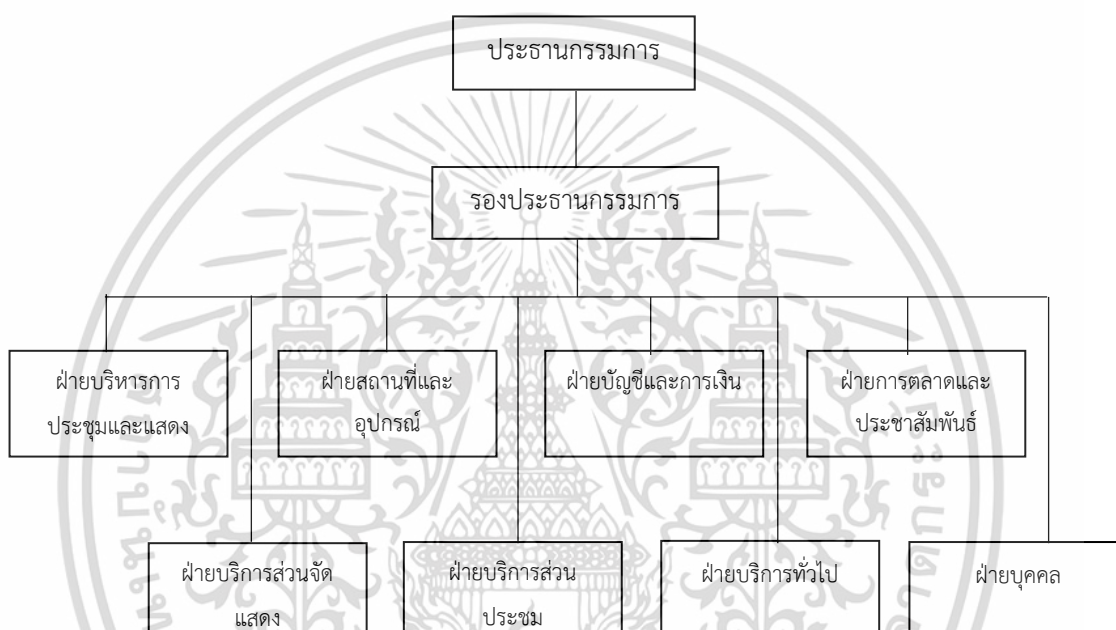 ประธานกรรมการ
รองประธานกรรมการ
ฝ่ายบริหารการ
ประชุมและแสดง
ฝ่ายสถานที่และ
อุปกรณ์
ฝ่ายบัญชีและการเงิน
ฝ่ายการตลาดและ
ประชาสัมพันธ์
ฝ่ายบริการส่วนจัด
แสดง
ฝ่ายบริการส่วน
ประชุม
ฝ่ายบริการทั่วไป
ฝ่ายบุคคล